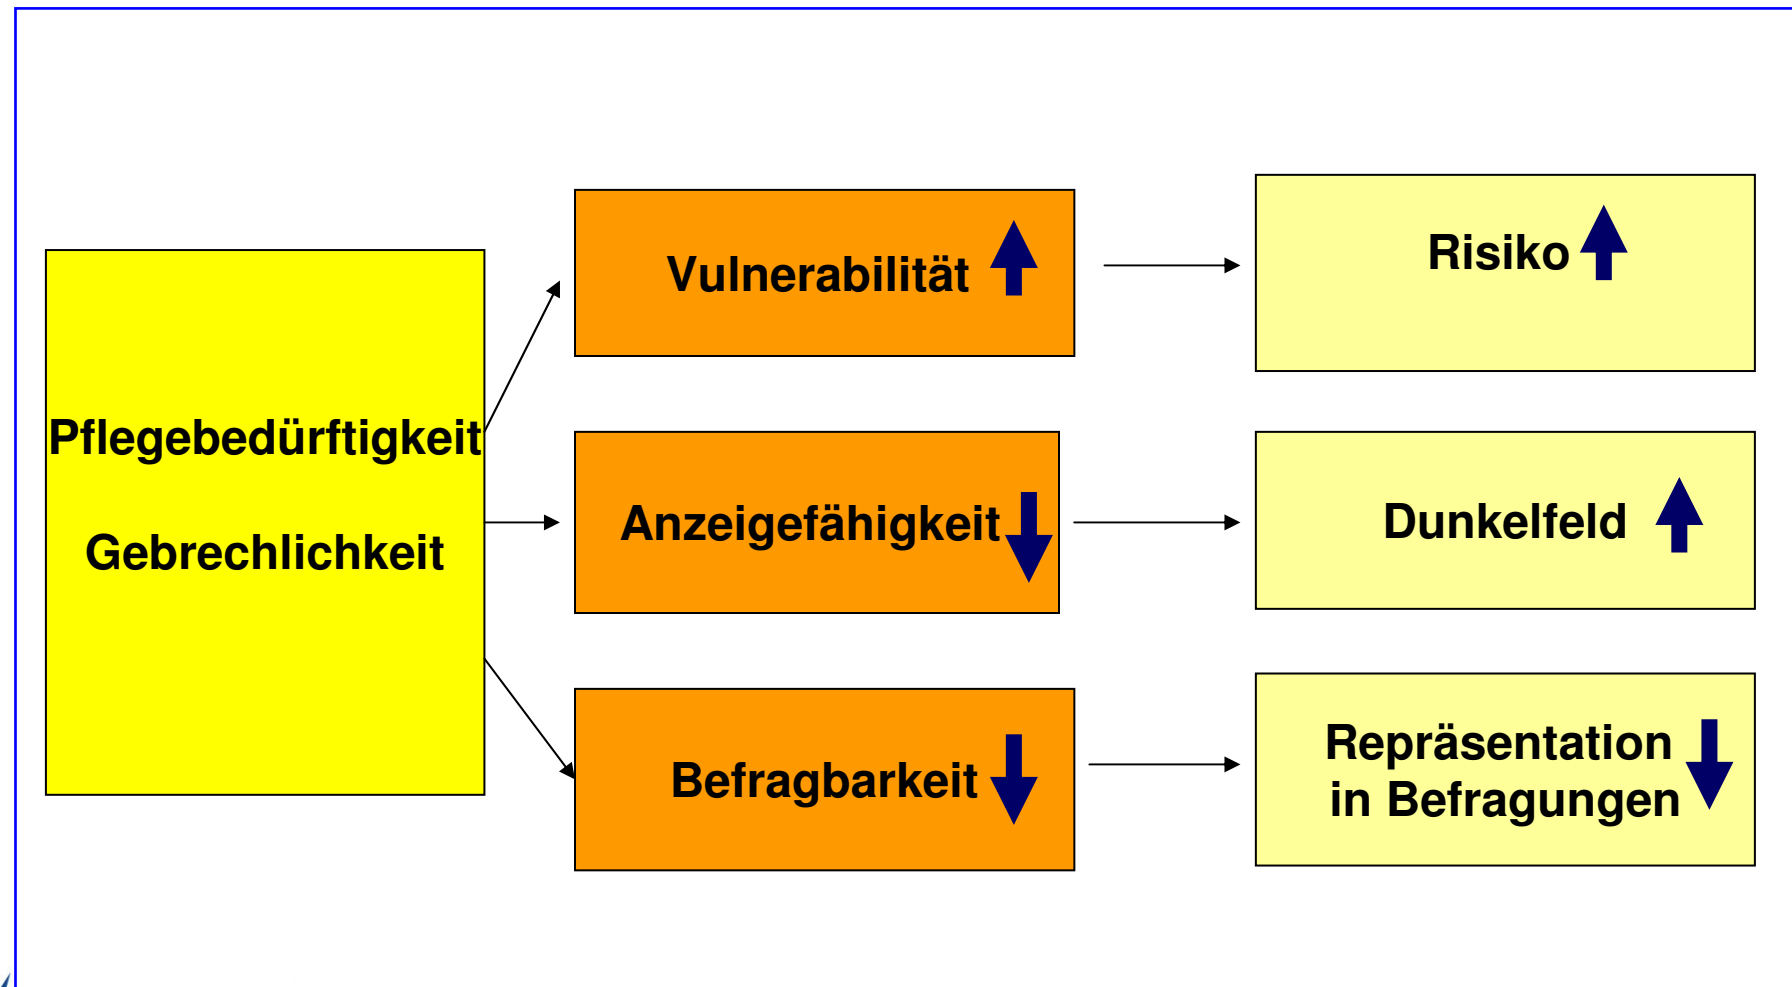 Pflegebedürftigkeit
Gebrechlichkeit
Vulnerabilität
Risiko
Anzeigefähigkeit
Dunkelfeld
Befragbarkeit
Repräsentation
in Befragungen